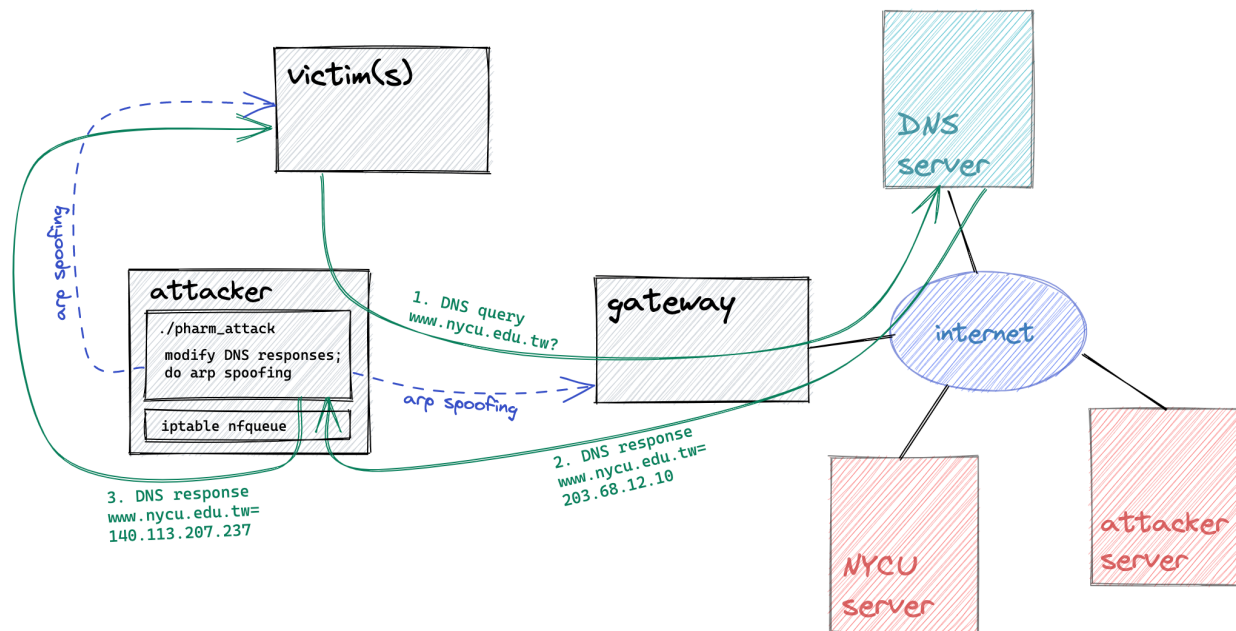 victim(s)
DNS
server
arp spoofing
attacker
./pharm_attack
modify DNS responses;
do arp spoofing
iptable nfqueue
arp spoofing
gateway
1. DNS query
www.nycu.edu.tw?
internet
2. DNS response
www.nycu.edu.tw=
203.68.12.10
3. DNS response
www.nycu.edu.tw=
140.113.207.237
NYCU
server
attacker
server